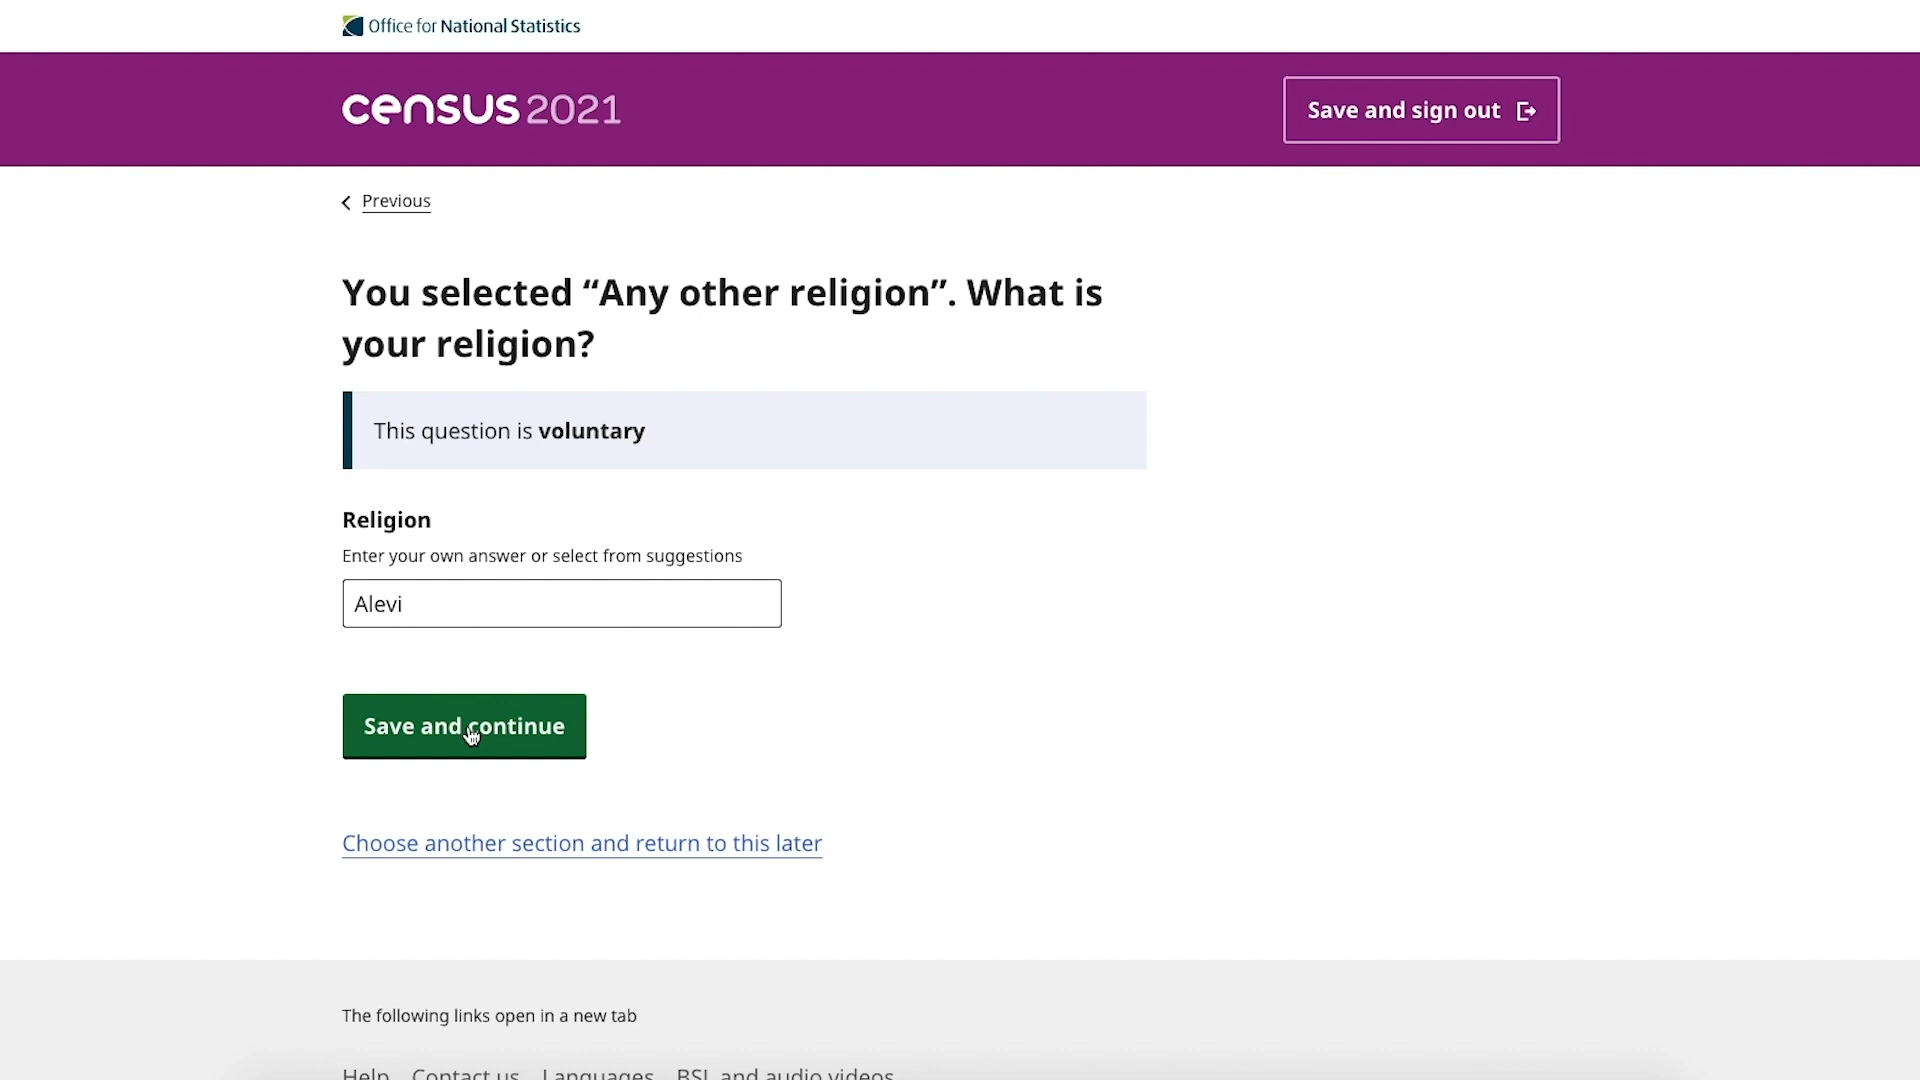 Office for National Statistics
census 2021
Save and sign out
Previous
You selected “Any other religion”. What is
your religion?
This question is voluntary
Religion
Enter your own answer or select from suggestions
Alevi
Save and continue
Choose another section and return to this later
The following links open in a new tab
Help Contact us Languages BSL and audio videos